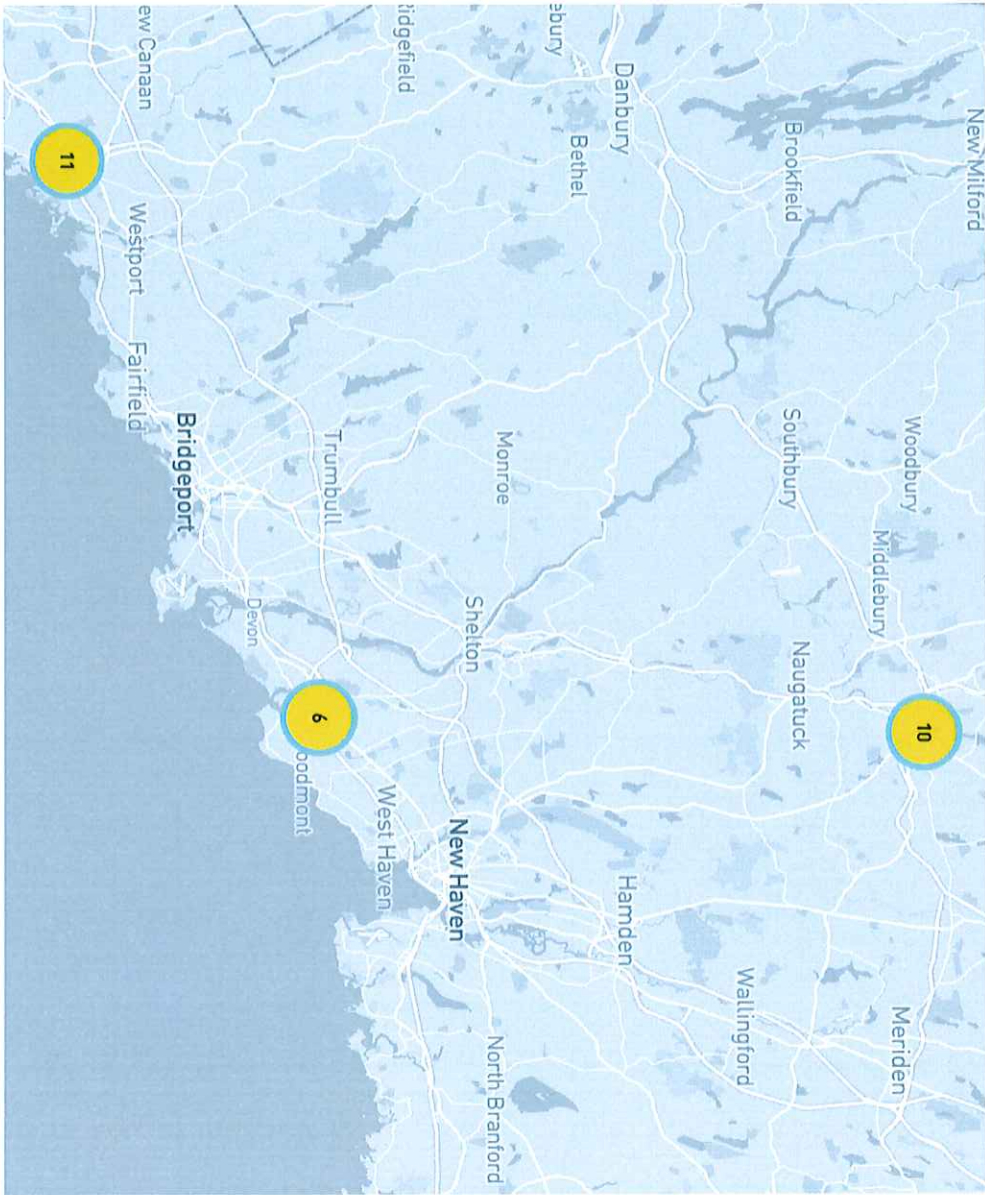 New Milford
Woodbury
Middlebury
10
Meriden
Brookfield
Southbury
Naugatuck
Wallingford
Danbury
Bethel
ebury
Hamden
Monroe
Shelton
New Haven
North Branford
idgefield
Trumbull
West Haven
6
oodmont
Devon
Bridgeport
ew Canaan
Westport
Fairfield
11